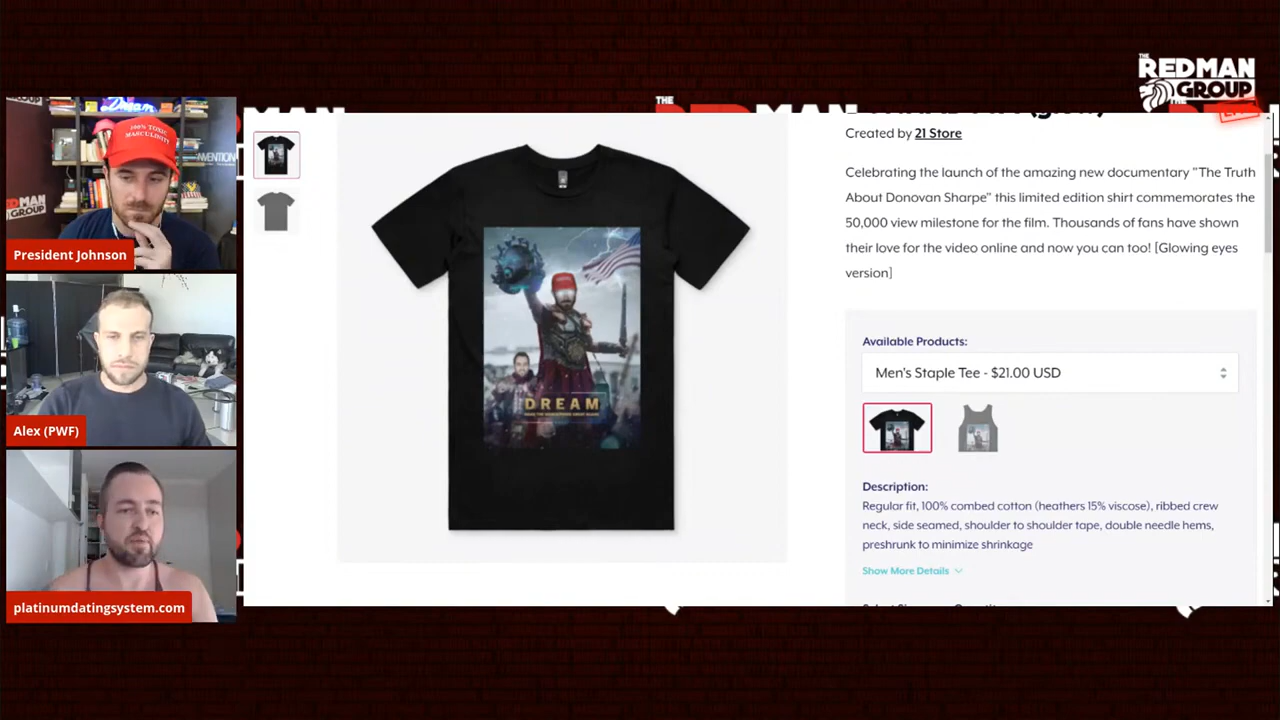 THE
REDMAN
GROUP
100% TOXIC
MASCULINITY
Dream
REDMAN
GROUP
President Johnson
Alex (PWF)
platinumdatingsystem.com
DREAM
Created by 21 Store
Celebrating the launch of the amazing new documentary "The Truth
About Donovan Sharpe" this limited edition shirt commemorates the
50,000 view milestone for the film. Thousands of fans have shown
their love for the video online and now you can too! [Glowing eyes
version]
Available Products:
Men's Staple Tee - $21.00 USD
Description:
Regular fit, 100% combed cotton (heathers 15% viscose), ribbed crew
neck, side seamed, shoulder to shoulder tape, double needle hems,
preshrunk to minimize shrinkage
Show More Details